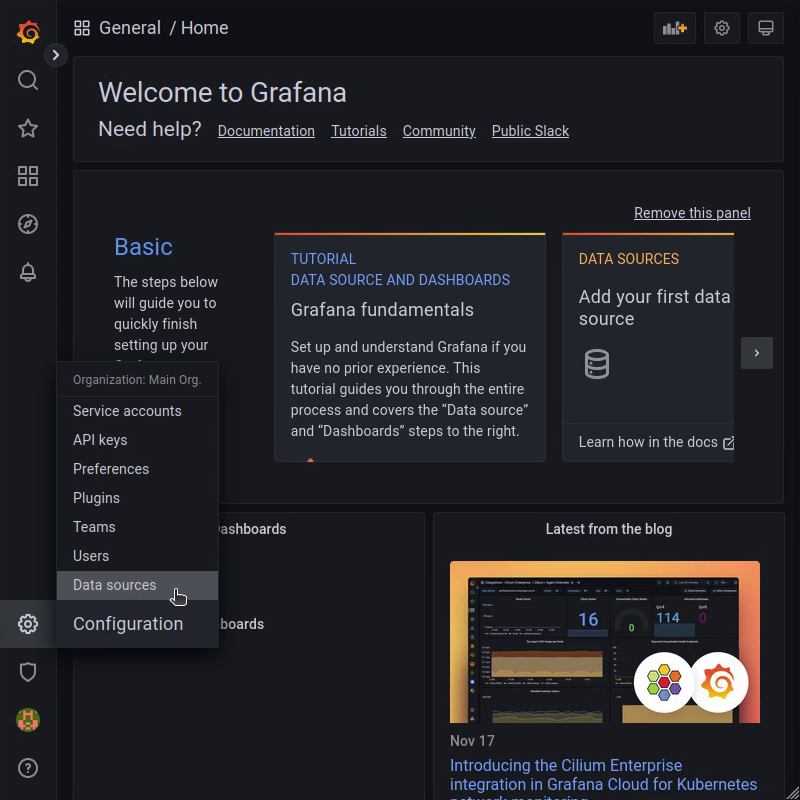 General / Home
Welcome to Grafana
Need help? Documentation Tutorials Community Public Slack
Remove this panel
Basic
The steps below
will guide you to
quickly finish
setting up your
TUTORIAL
DATA SOURCE AND DASHBOARDS
Grafana fundamentals
Set up and understand Grafana if you
have no prior experience. This
tutorial guides you through the entire
process and covers the “Data source”
and “Dashboards” steps to the right.
DATA SOURCES
Add your first data
source
Learn how in the docs
Organization: Main Org.
Service accounts
API keys
Preferences
Plugins
Teams
Users
Data sources
Configuration
Dashboards
boards
Latest from the blog
16
0
114
0
Nov 17
Introducing the Cilium Enterprise
integration in Grafana Cloud for Kubernetes
network monitoring